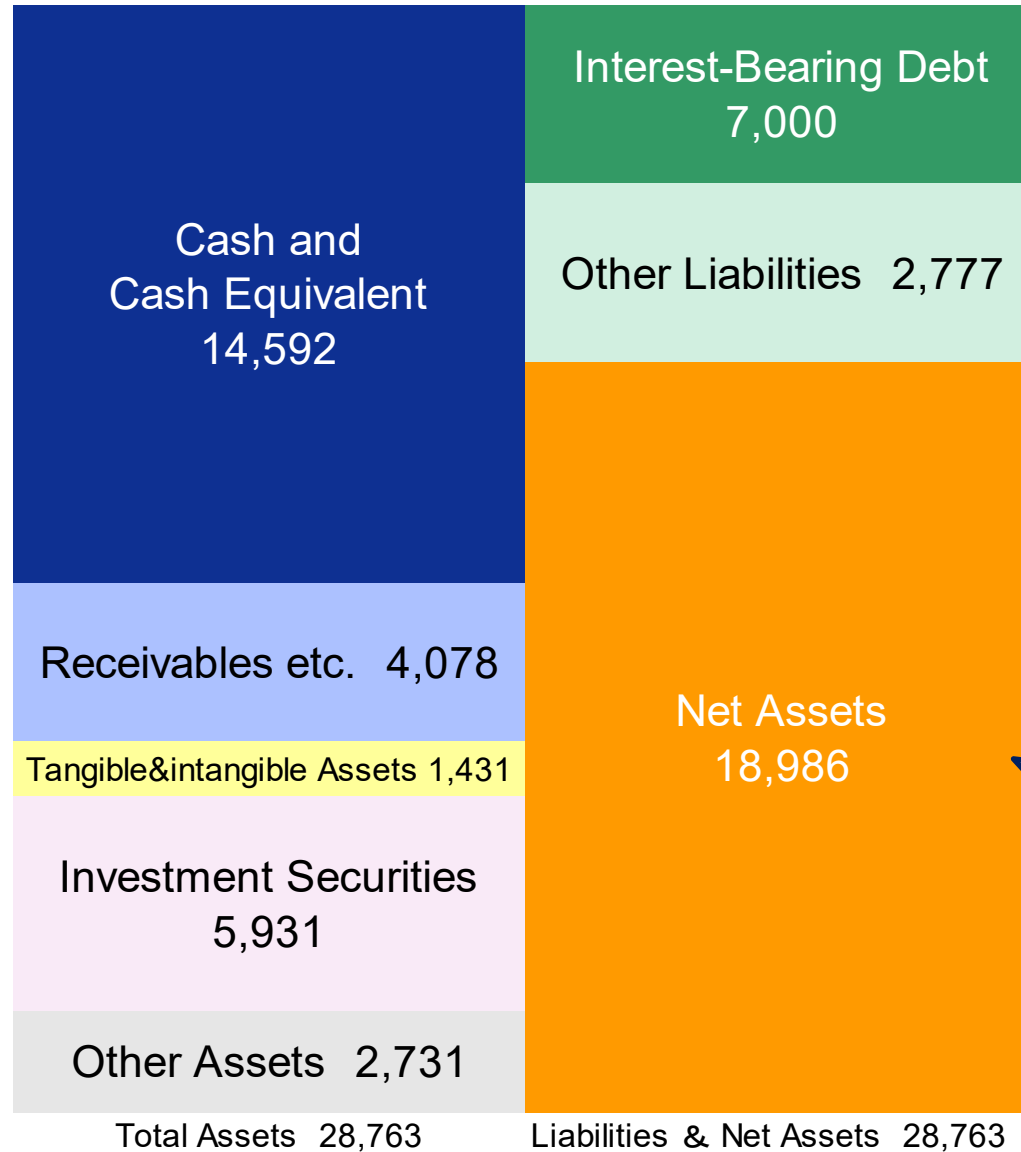 Cash and
Cash Equivalent
14,592
Receivables etc. 4,078
Tangible&intangible Assets 1,431
Investment Securities
5,931
Other Assets 2,731
Total Assets 28,763
Interest-Bearing Debt
7,000
Other Liabilities 2,777
Net Assets
18,986
Liabilities & Net Assets 28,763